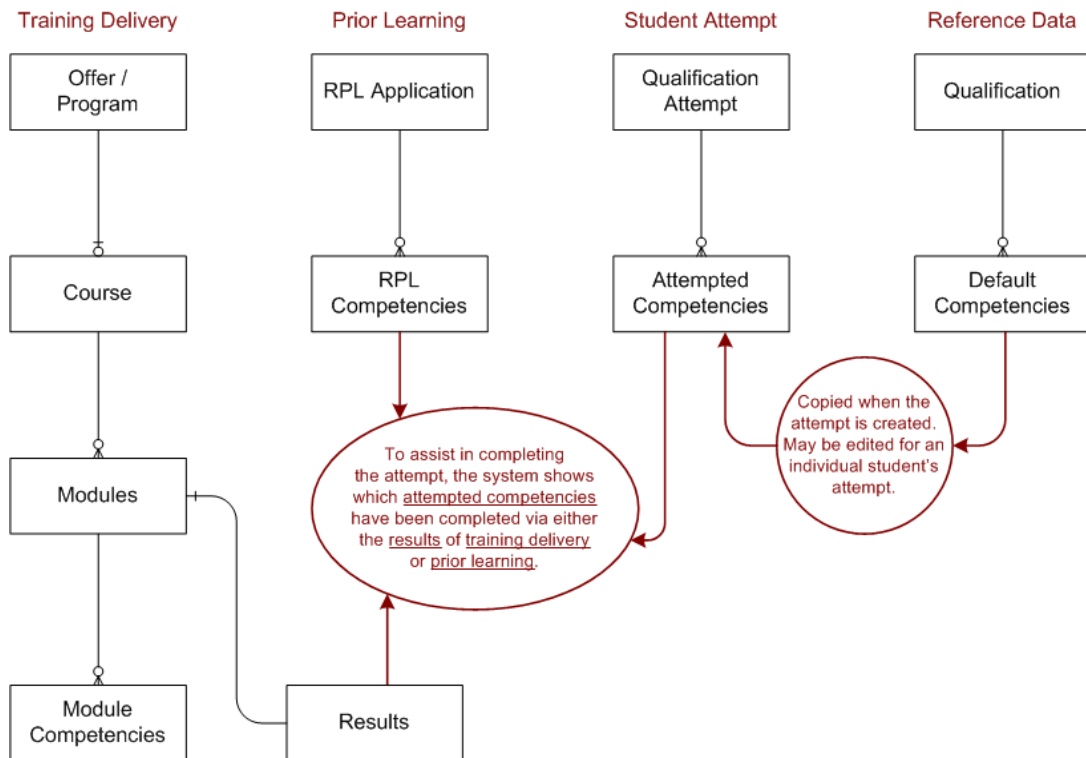 Training Delivery
Prior Learning
Student Attempt
Reference Data
Offer /
Program
RPL Application
Qualification
Attempt
Qualification
Course
RPL
Competencies
Attempted
Competencies
Default
Competencies
Copied when the
attempt is created.
May be edited for an
individual student's
attempt.
To assist in completing
the attempt, the system shows
which attempted competencies
have been completed via either
the results of training delivery
or prior learning.
Modules
Module
Competencies
Results